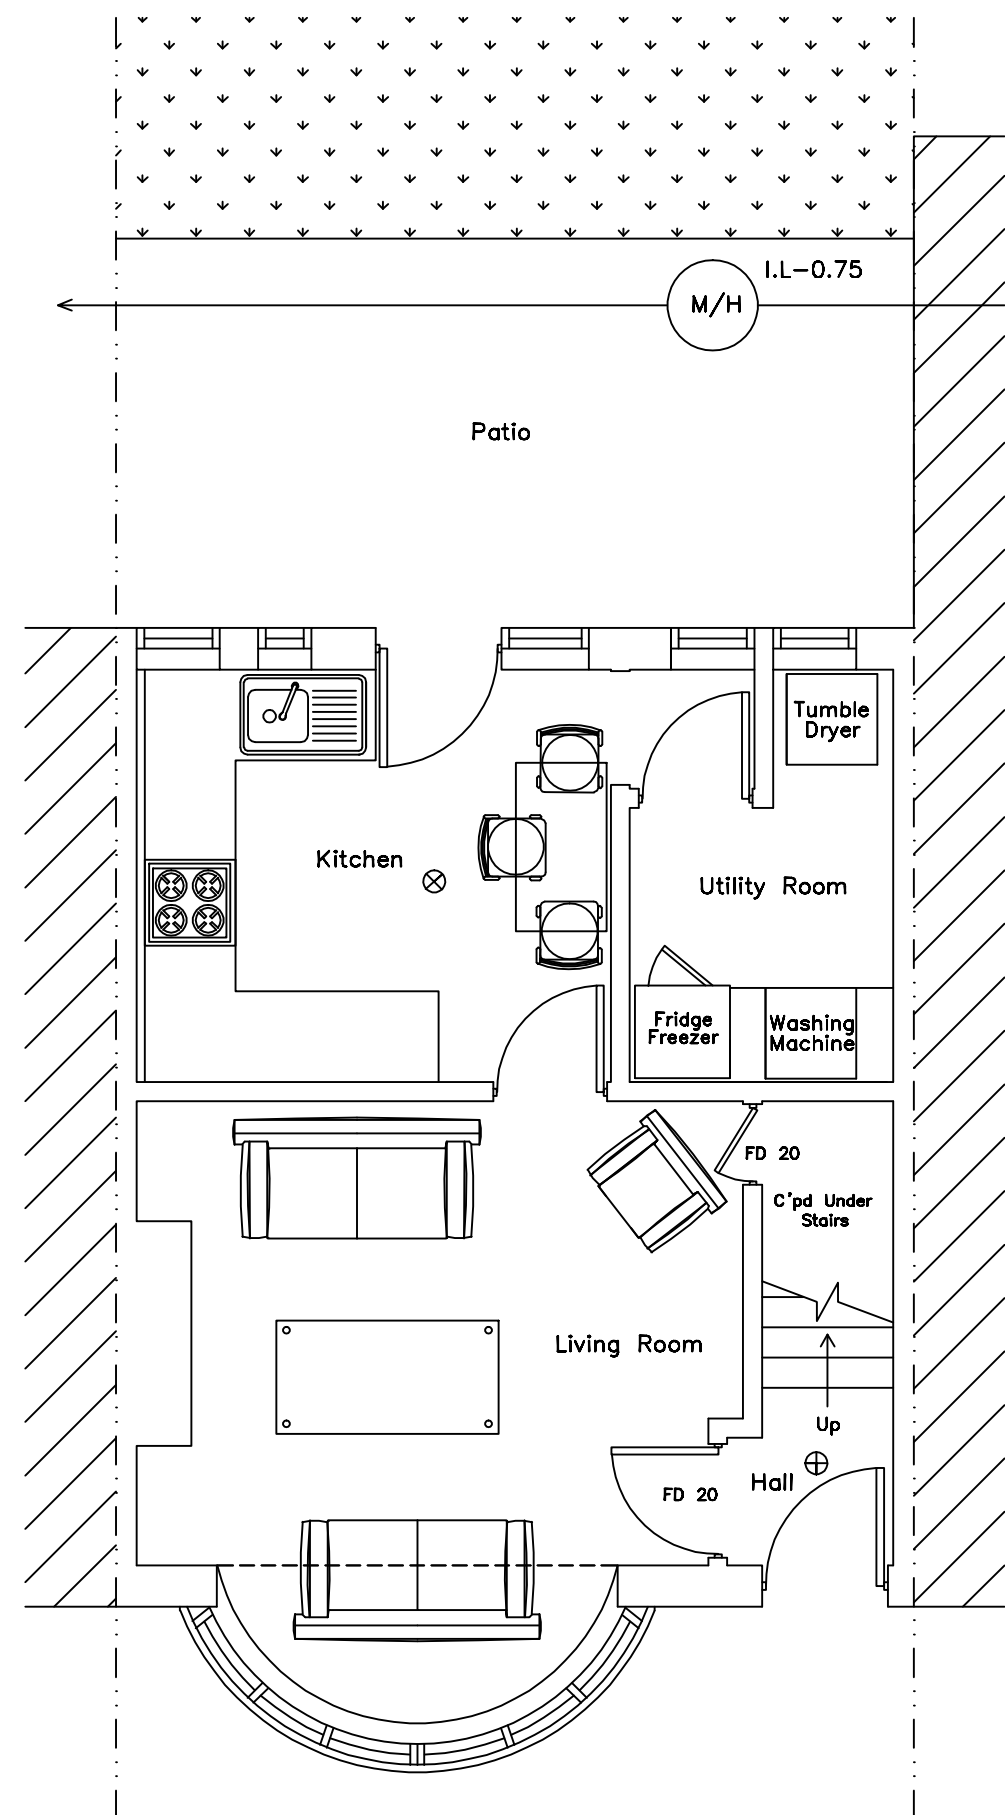 I.L-0.75
M/H
Patio
Tumble
Dryer
Kitchen
Utility Room
Fridge
Freezer
Washing
Machine
FD 20
C'pd Under
Stairs
Living Room
Up
Hall
FD 20